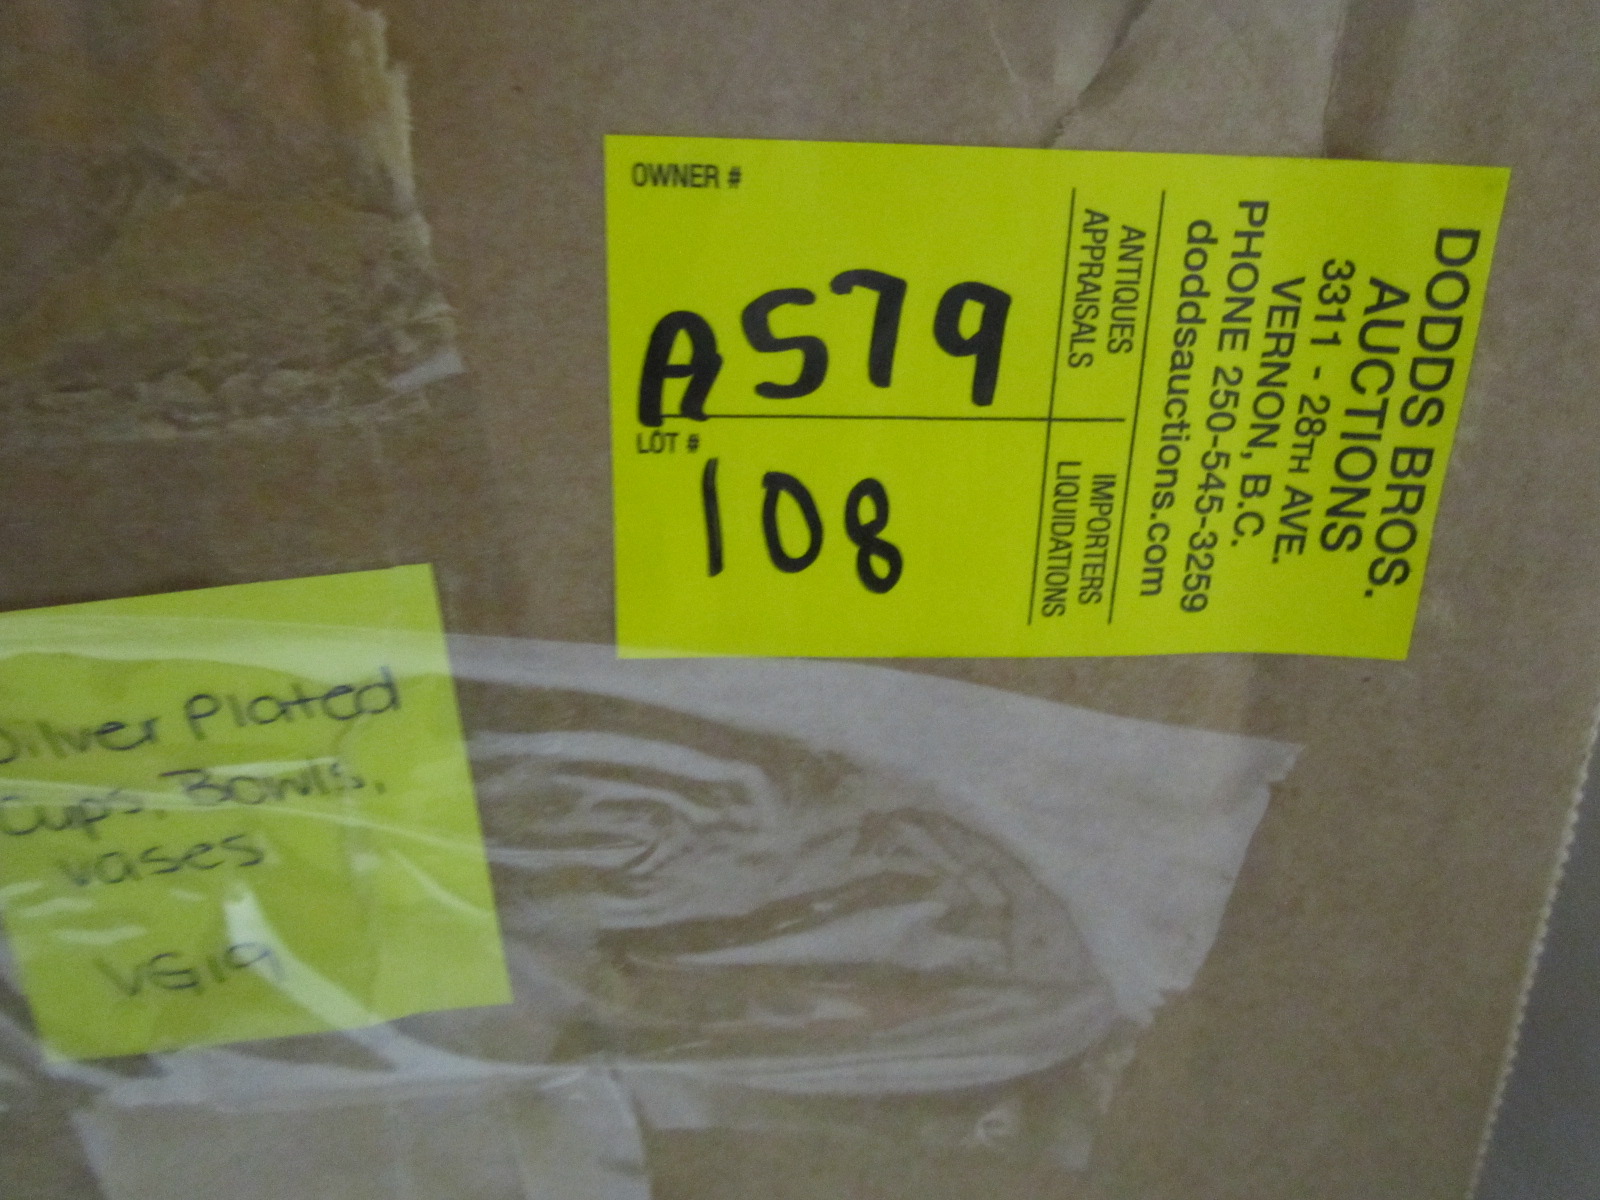 OWNER #
A579
LOT #
108
ANTIQUES
APPRAISALS
IMPORTERS
LIQUIDATIONS
DODDS BROS.
AUCTIONS
3311 - 28TH AVE.
VERNON, B.C.
PHONE 250-545-3259
doddsauctions.com
Silver Plated
Cups, Bowls,
vases
VG19